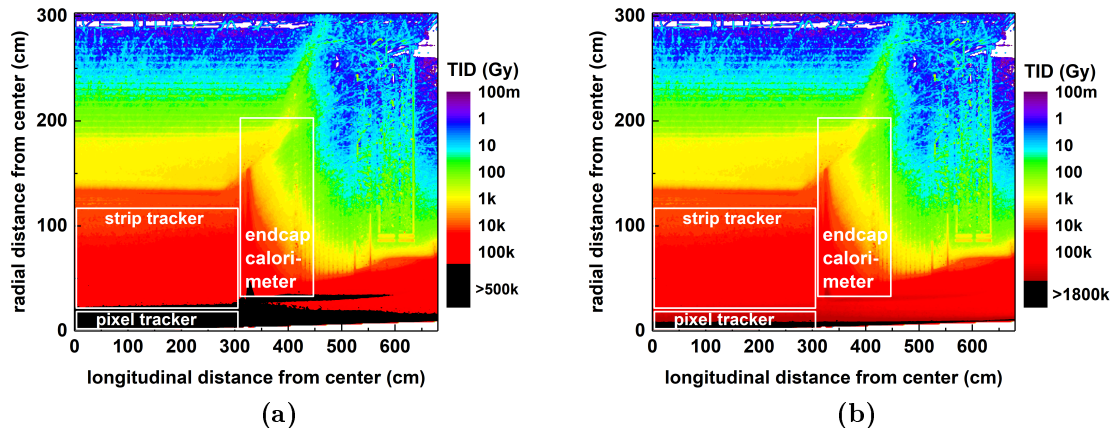 300
200
100
0
radial distance from center (cm)
strip tracker
pixel tracker
endcap
calori-
meter
0 100 200 300 400 500 600
longitudinal distance from center (cm)
TID (Gy)
100m
1
10
100
1k
10k
100k
>500k
(a)
300
200
100
0
radial distance from center (cm)
strip tracker
pixel tracker
endcap
calori-
meter
0 100 200 300 400 500 600
longitudinal distance from center (cm)
TID (Gy)
100m
1
10
100
1k
10k
100k
>1800k
(b)